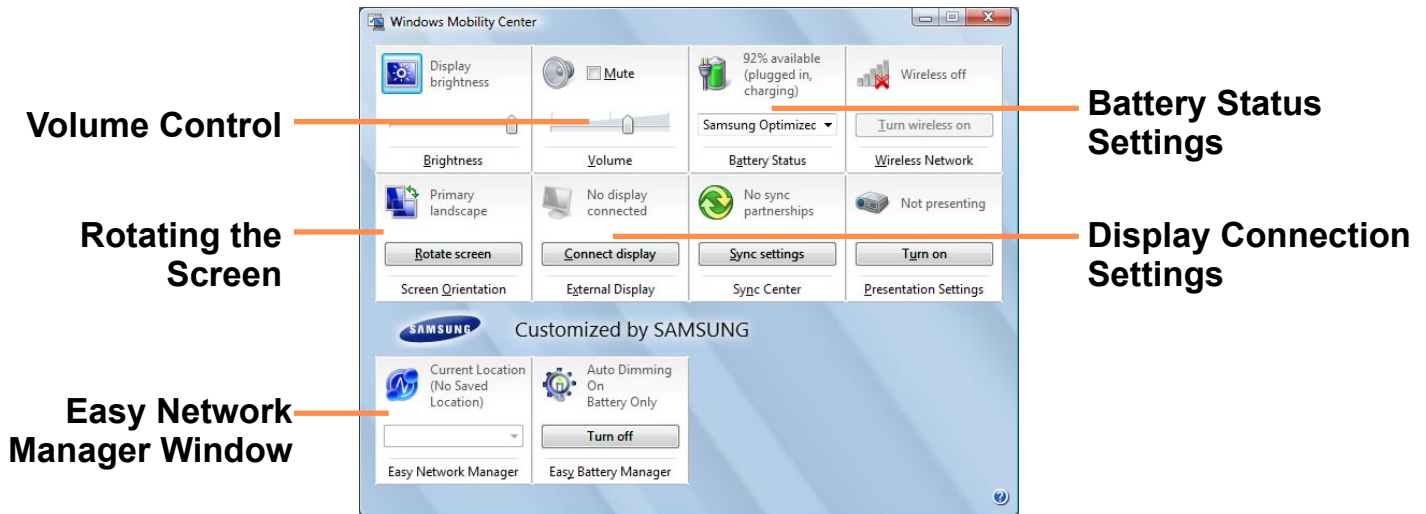 Windows Mobility Center
Display
brightness
Mute
92% available
(plugged in,
charging)
Wireless off
Samsung Optimizec
Turn wireless on
Brightness
Volume
Battery Status
Wireless Network
Primary
landscape
No display
connected
No sync
partnerships
Not presenting
Rotate screen
Connect display
Sync settings
Turn on
Screen Orientation
External Display
Sync Center
Presentation Settings
SAMSUNG
Customized by SAMSUNG
Current Location
(No Saved
Location)
Auto Dimming
On
Battery Only
Turn off
Easy Network Manager
Easy Battery Manager
Volume Control
Rotating the
Screen
Easy Network
Manager Window
Battery Status
Settings
Display Connection
Settings